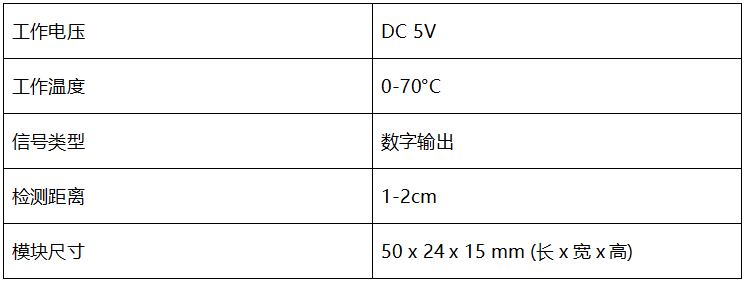 工作电压 DC 5V
工作温度 0-70°C
信号类型 数字输出
检测距离 1-2cm
模块尺寸 50 x 24 x 15 mm (长 x 宽 x 高)